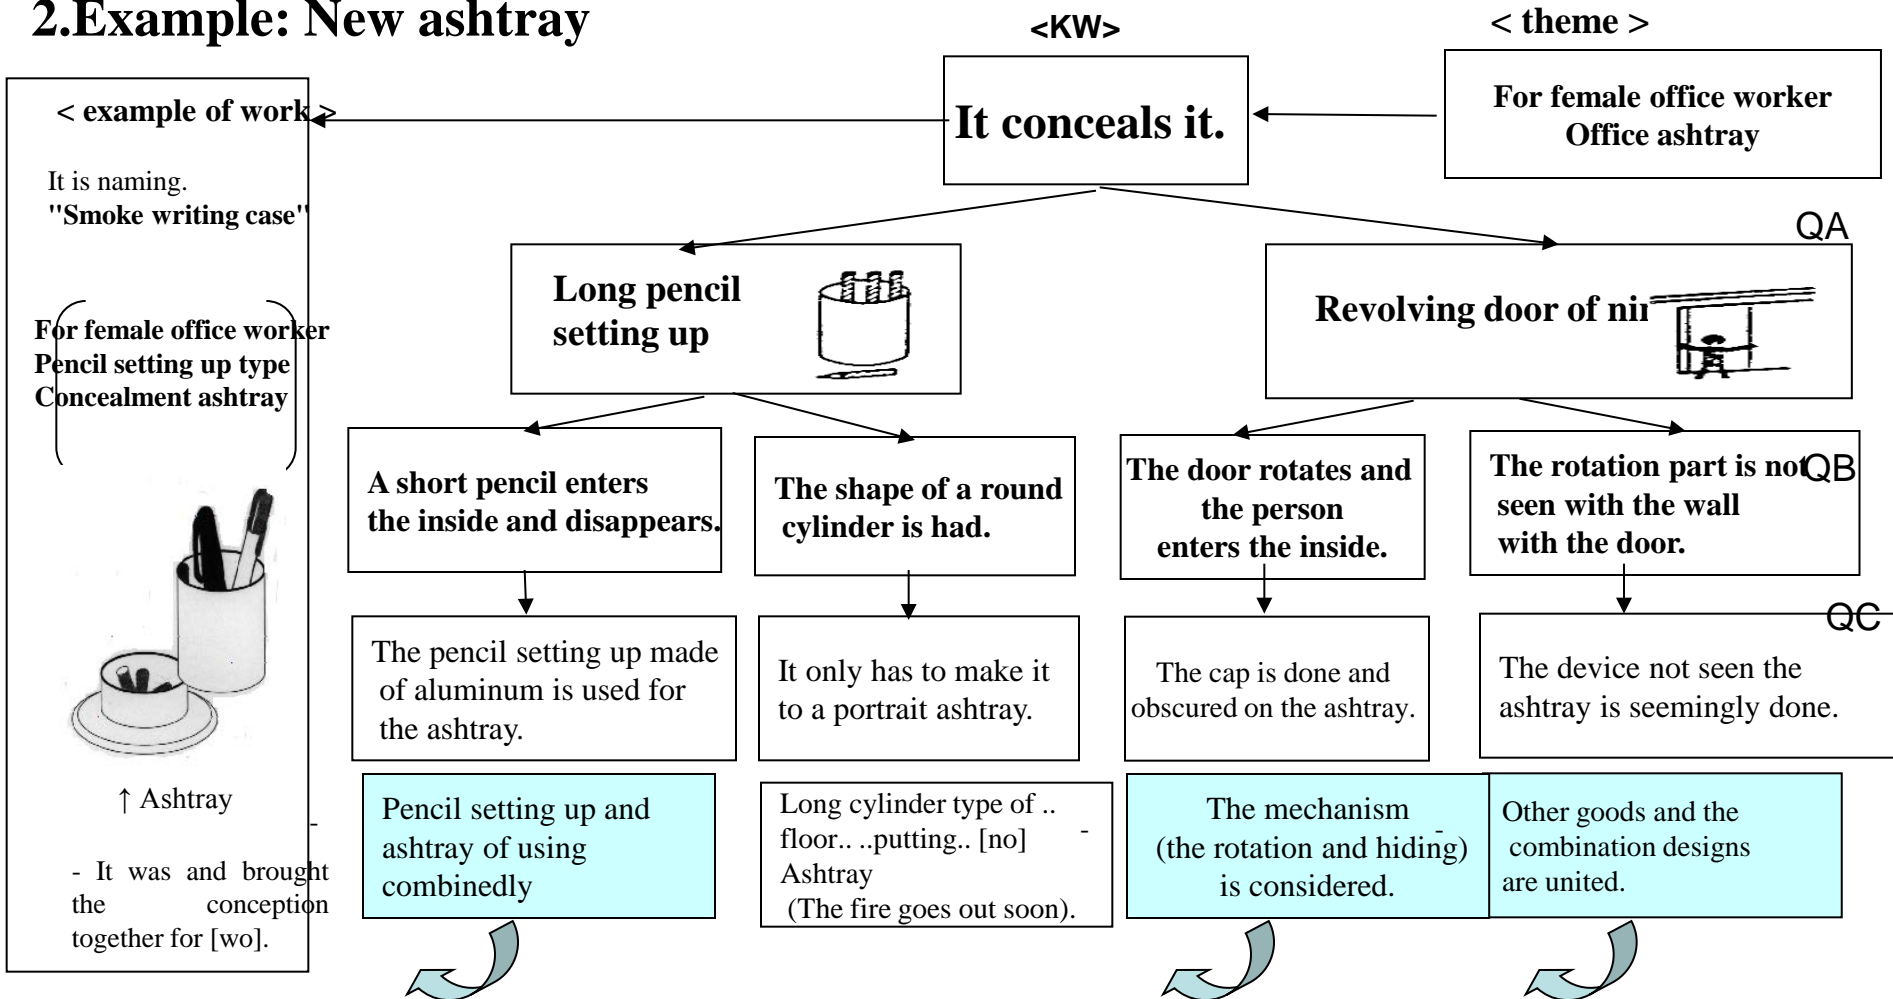 2.Example: New ashtray
<KW>
< theme >
For female office worker
Office ashtray
It conceals it.
< example of work >
It is naming.
"Smoke writing case"
For female office worker
Pencil setting up type
Concealment ashtray
↑ Ashtray
-
- It was and brought
the conception
together for [wo].
QA
Long pencil
setting up
Revolving door of nin
QB
A short pencil enters
the inside and disappears.
The shape of a round
cylinder is had.
The door rotates and
the person
enters the inside.
The rotation part is not
seen with the wall
with the door.
QC
The pencil setting up made
of aluminum is used for
the ashtray.
It only has to make it
to a portrait ashtray.
The cap is done and
obscured on the ashtray.
The device not seen the
ashtray is seemingly done.
Pencil setting up and
ashtray of using
combinedly
Long cylinder type of ..
floor.. ..putting.. [no]
Ashtray
(The fire goes out soon).
-
The mechanism
(the rotation and hiding)
is considered.
-
Other goods and the
combination designs
are united.